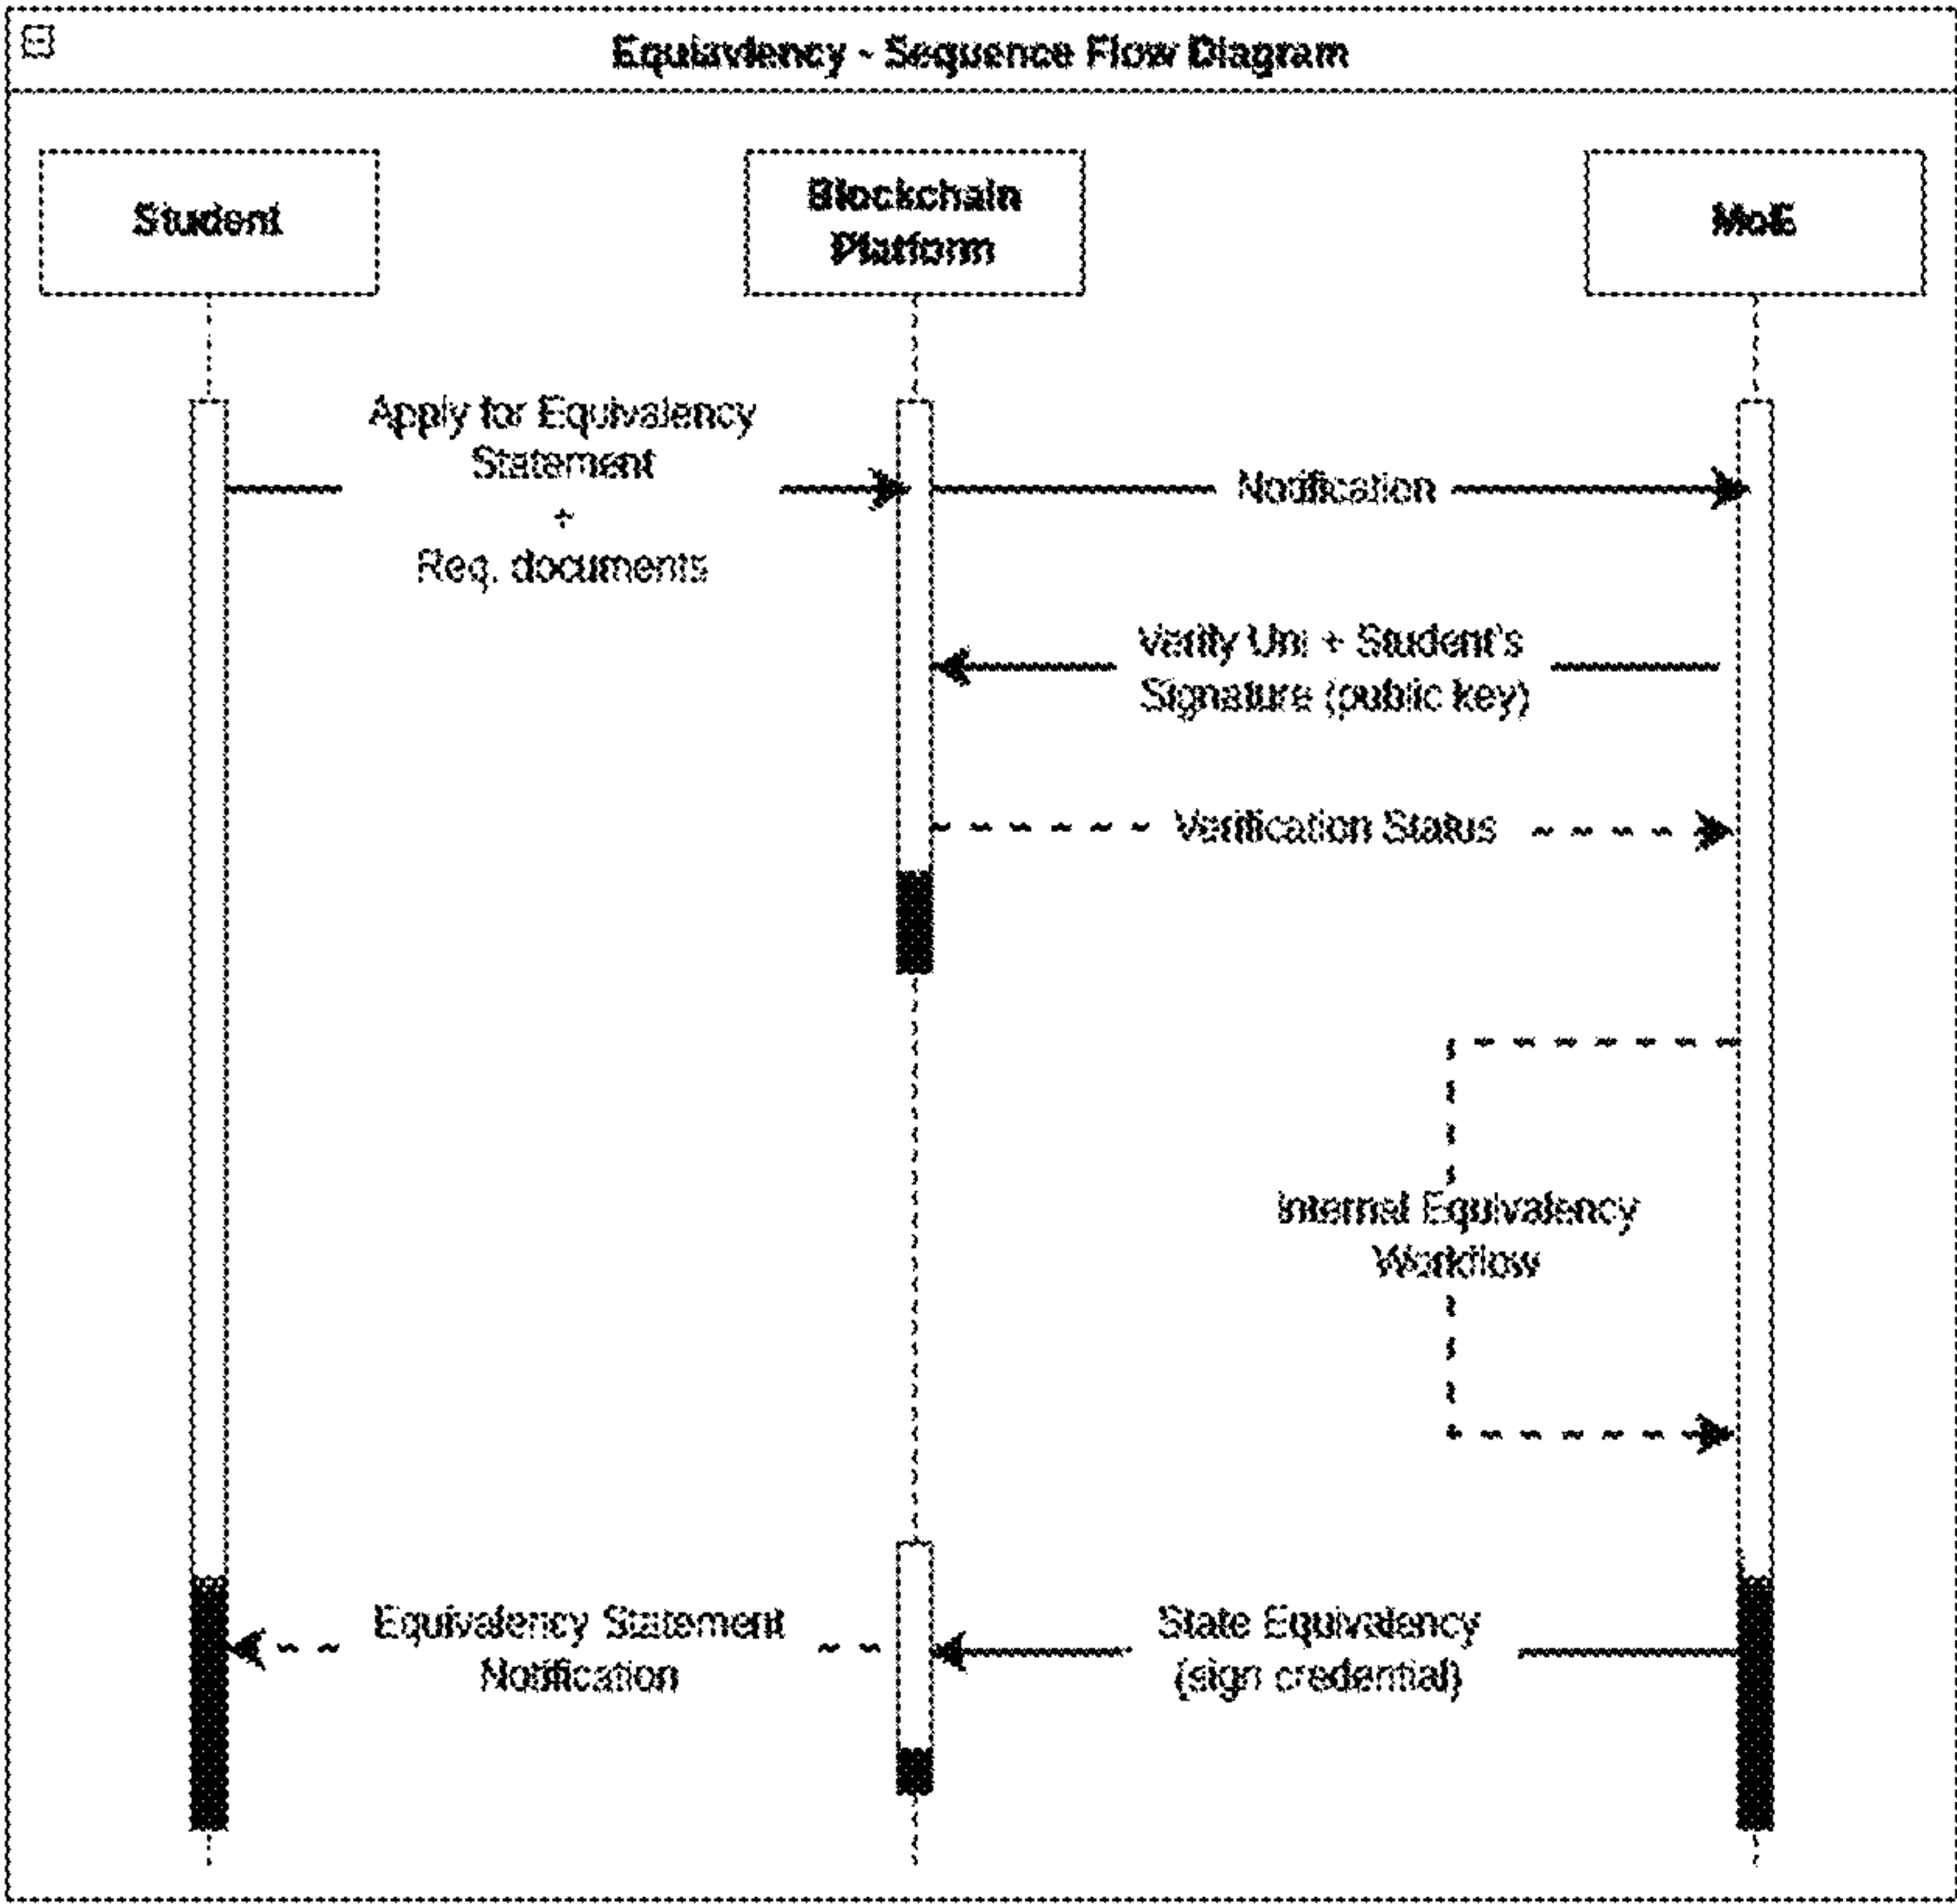 Equiavlency - Sequence Flow Diagram
Student
Blockchain
Platform
MoE
Apply for Equivalency
Statement
+
Req. documents
Notification
Verify Uni + Student's
Signature (public key)
Verification Status
Internal Equivalency
Workflow
Equivalency Statement
Notification
State Equivalency
(sign credential)